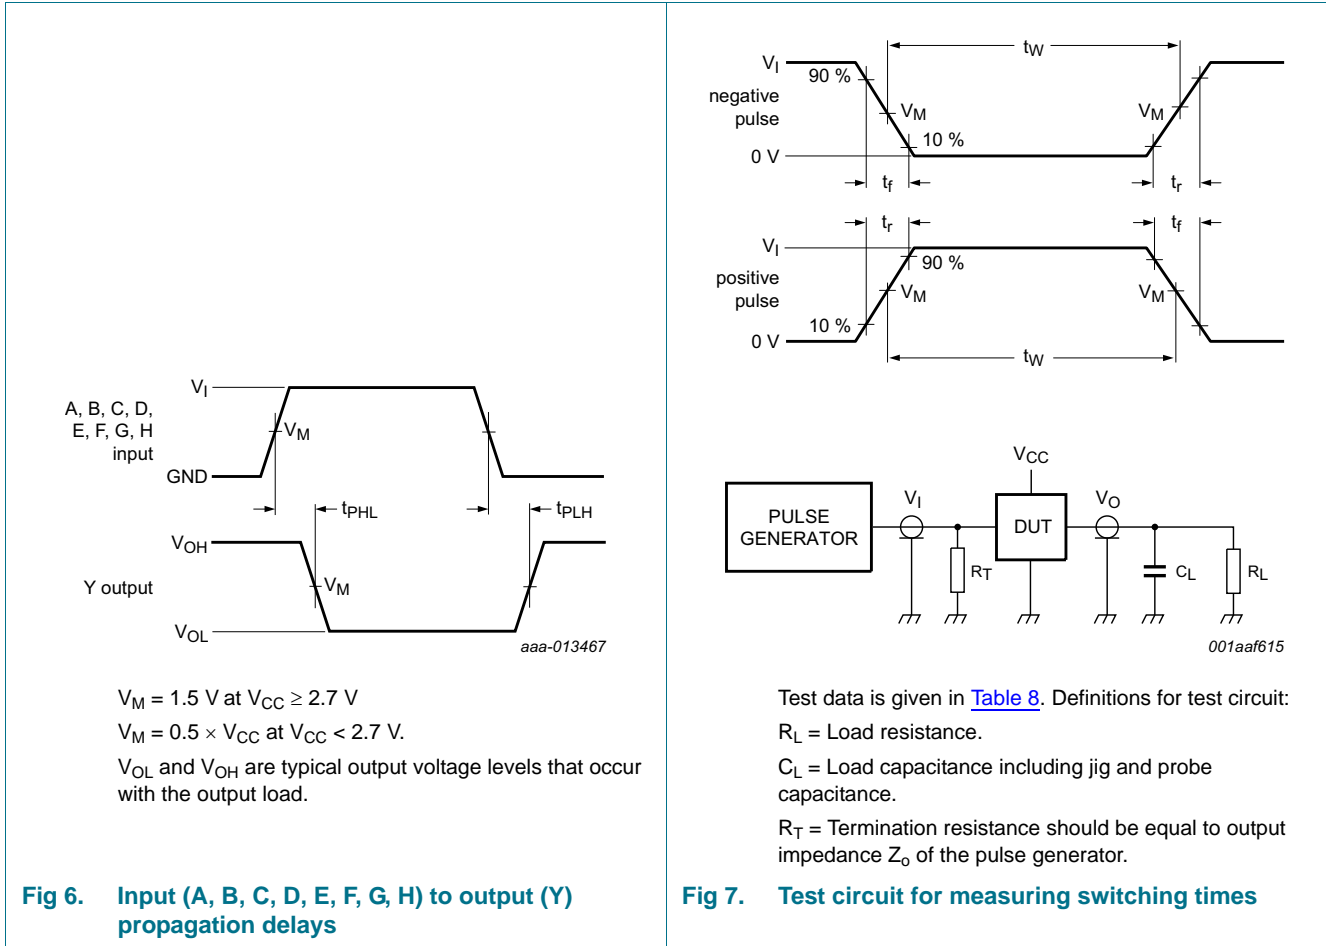 VI
A, B, C, D,
E, F, G, H
input
VM
GND
tPHL
tPLH
VOH
Y output
VM
VOL
aaa-013467
VM = 1.5 V at VCC ≥ 2.7 V
VM = 0.5 × VCC at VCC < 2.7 V.
VOL and VOH are typical output voltage levels that occur
with the output load.
Fig 6. Input (A, B, C, D, E, F, G, H) to output (Y)
propagation delays
tW
VI
90 %
negative
pulse
VM
VM
10 %
0 V
tf
tr
tr
tf
VI
90 %
positive
pulse
VM
VM
10 %
0 V
tW
VCC
PULSE
GENERATOR
VI
DUT
VO
RT
CL
RL
001aaf615
Test data is given in Table 8. Definitions for test circuit:
RL = Load resistance.
CL = Load capacitance including jig and probe
capacitance.
RT = Termination resistance should be equal to output
impedance Zo of the pulse generator.
Fig 7. Test circuit for measuring switching times